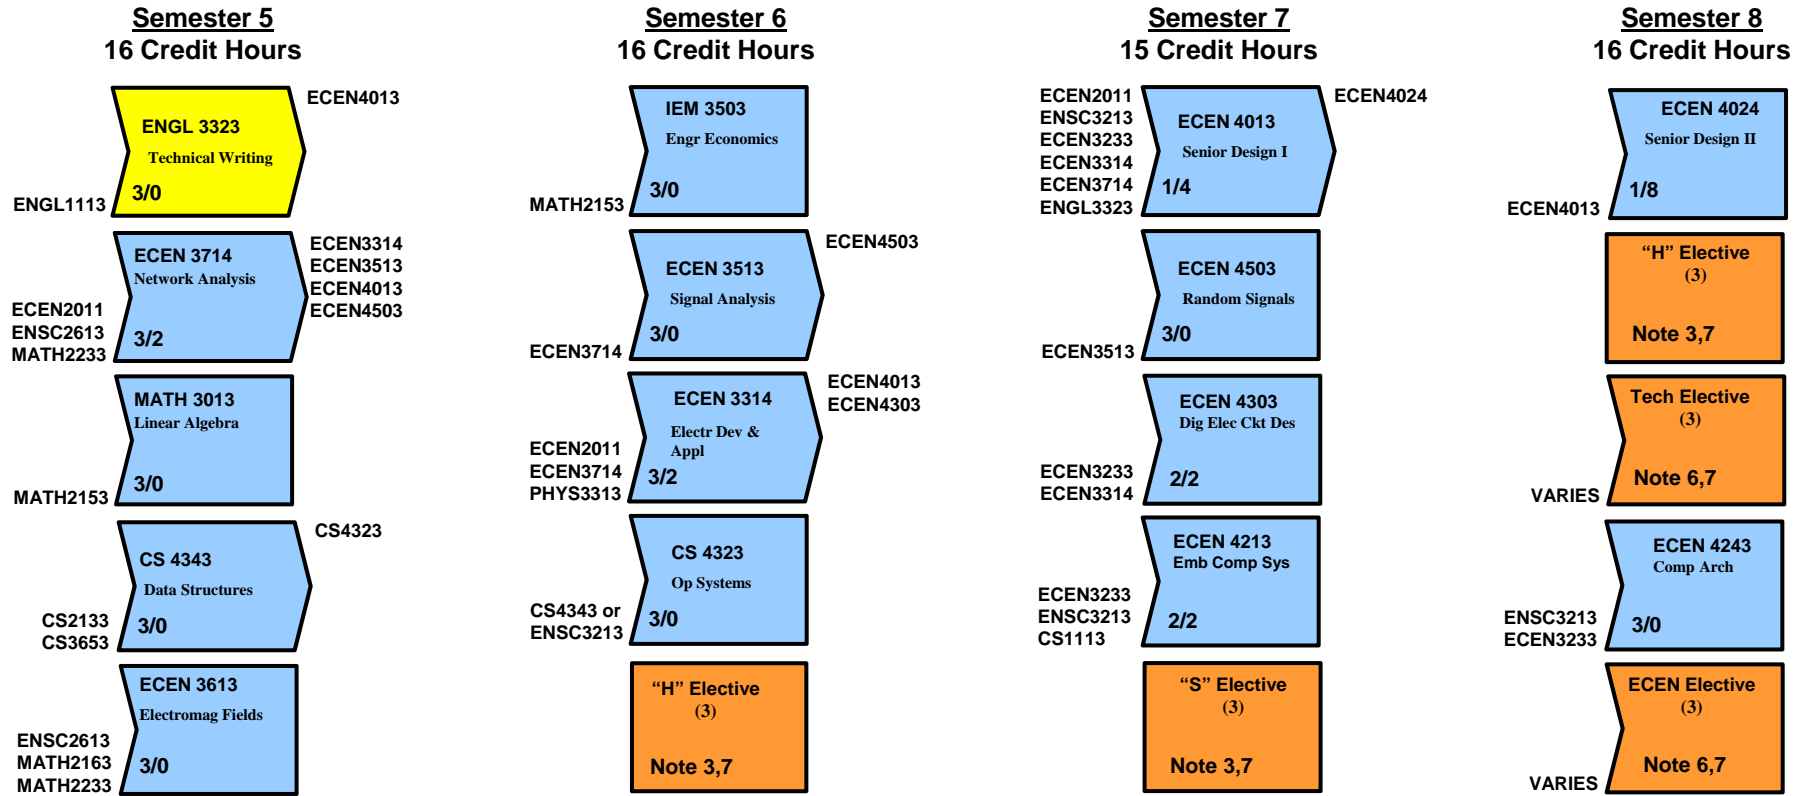 Semester 5
16 Credit Hours
ECEN4013
ENGL 3323
Technical Writing
3/0
ENGL1113
ECEN 3714
Network Analysis
3/2
ECEN3314
ECEN3513
ECEN4013
ECEN4503
ECEN2011
ENSC2613
MATH2233
MATH 3013
Linear Algebra
3/0
MATH2153
CS4323
CS 4343
Data Structures
3/0
CS2133
CS3653
ECEN 3613
Electromag Fields
3/0
ENSC2613
MATH2163
MATH2233
Semester 6
16 Credit Hours
IEM 3503
Engr Economics
3/0
MATH2153
ECEN4503
ECEN 3513
Signal Analysis
3/0
ECEN3714
ECEN4013
ECEN4303
ECEN 3314
Electr Dev &
Appl
3/2
ECEN2011
ECEN3714
PHYS3313
CS 4323
Op Systems
3/0
CS4343 or
ENSC3213
“H” Elective
(3)
Note 3,7
Semester 7
15 Credit Hours
ECEN2011
ENSC3213
ECEN3233
ECEN3314
ECEN3714
ENGL3323
ECEN 4013
Senior Design I
1/4
ECEN4024
ECEN 4503
Random Signals
3/0
ECEN3513
ECEN 4303
Dig Elec Ckt Des
2/2
ECEN3233
ECEN3314
ECEN 4213
Emb Comp Sys
2/2
ECEN3233
ENSC3213
CS1113
“S” Elective
(3)
Note 3,7
Semester 8
16 Credit Hours
ECEN 4024
Senior Design II
1/8
ECEN4013
“H” Elective
(3)
Note 3,7
Tech Elective
(3)
Note 6,7
VARIES
ECEN 4243
Comp Arch
3/0
ENSC3213
ECEN3233
ECEN Elective
(3)
Note 6,7
VARIES